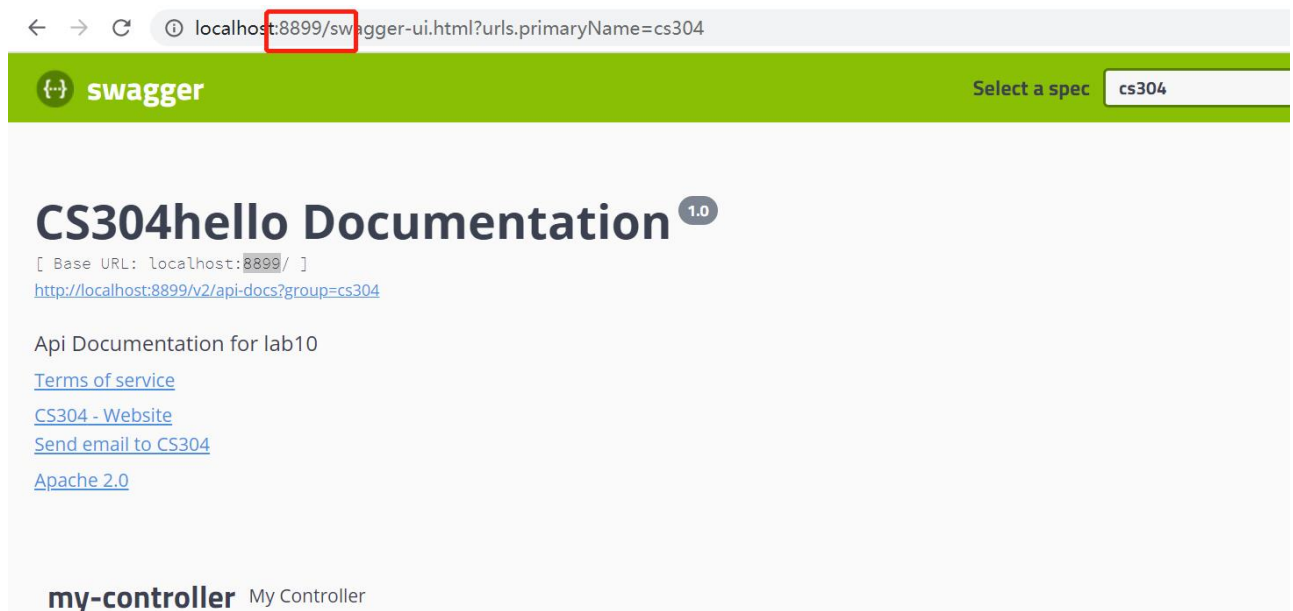 localhost:8899/swagger-ui.html?urls.primaryName=cs304
swagger Select a spec cs304
CS304hello Documentation 1.0
[ Base URL: localhost:8899/ ]
http://localhost:8899/v2/api-docs?group=cs304
Api Documentation for lab10
Terms of service
CS304 - Website
Send email to CS304
Apache 2.0
my-controller My Controller